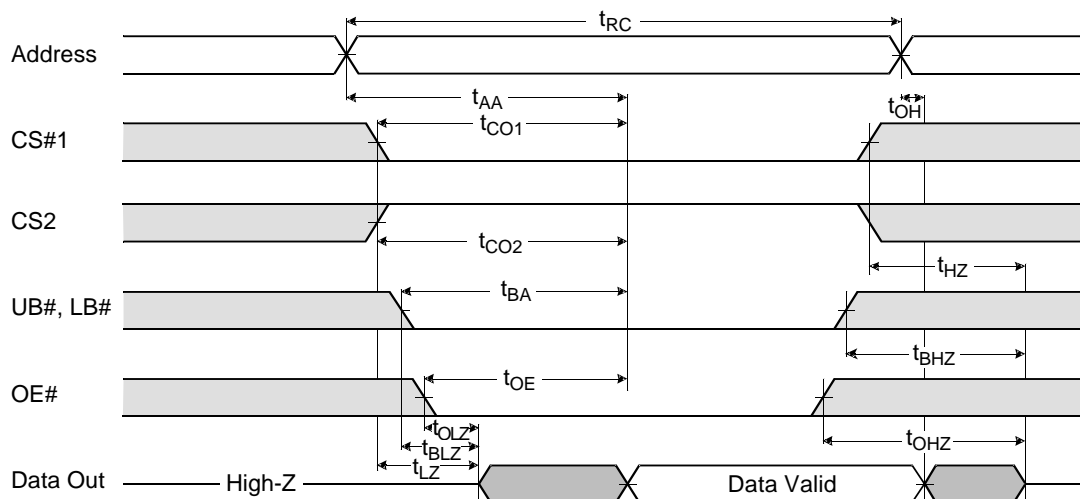 tRC
Address
tAA
tOH
CS#1
tCO1
CS2
tCO2
tHZ
UB#, LB#
tBA
tBHZ
OE#
tOE
tOLZ
tBLZ
tOHZ
tLZ
Data Out
High-Z
Data Valid